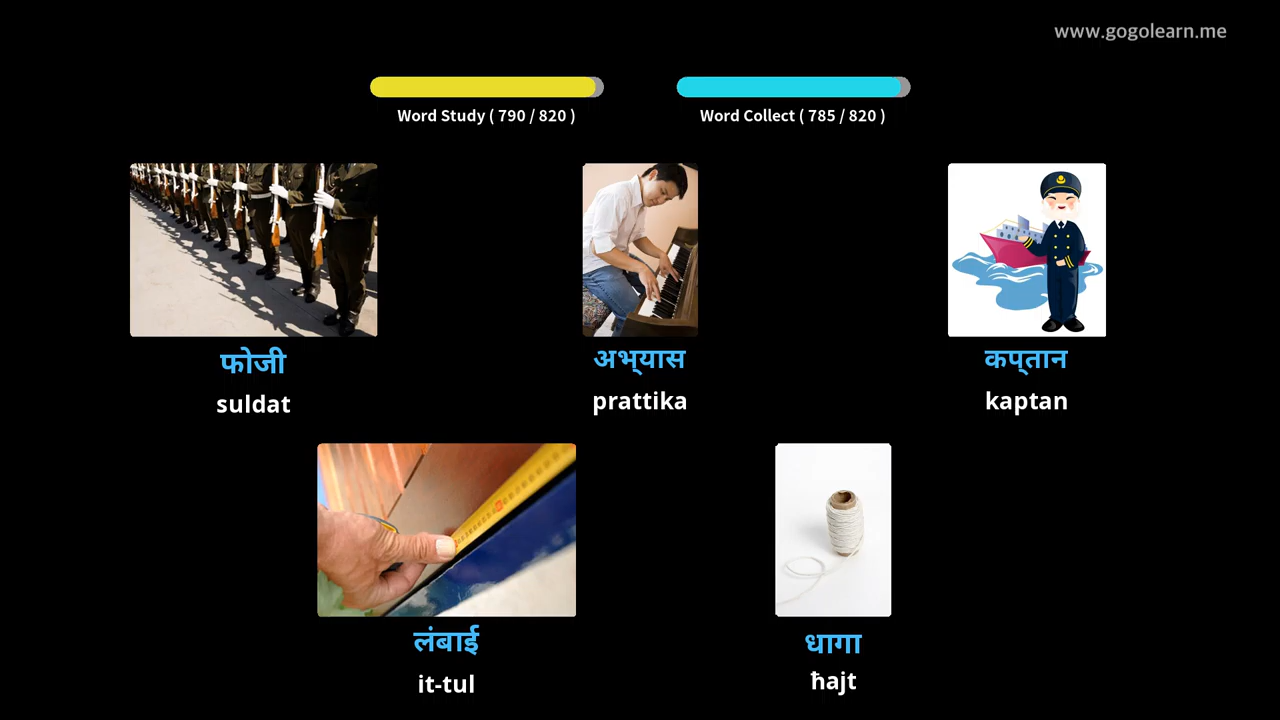 www.gogolearn.me
Word Study ( 790 / 820 )
Word Collect ( 785 / 820 )
फोजी
suldat
अभ्यास
prattika
कप्तान
kaptan
लंबाई
it-tul
धागा
ħajt